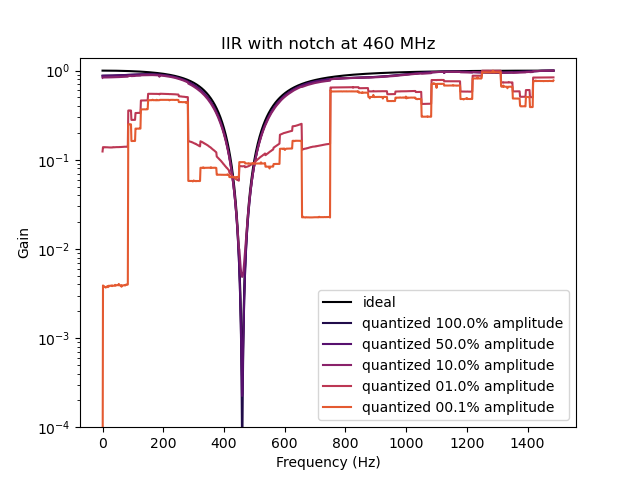 IIR with notch at 460 MHz
10⁰
10⁻¹
10⁻²
10⁻³
10⁻⁴
Gain
ideal
quantized 100.0% amplitude
quantized 50.0% amplitude
quantized 10.0% amplitude
quantized 01.0% amplitude
quantized 00.1% amplitude
0 200 400 600 800 1000 1200 1400
Frequency (Hz)